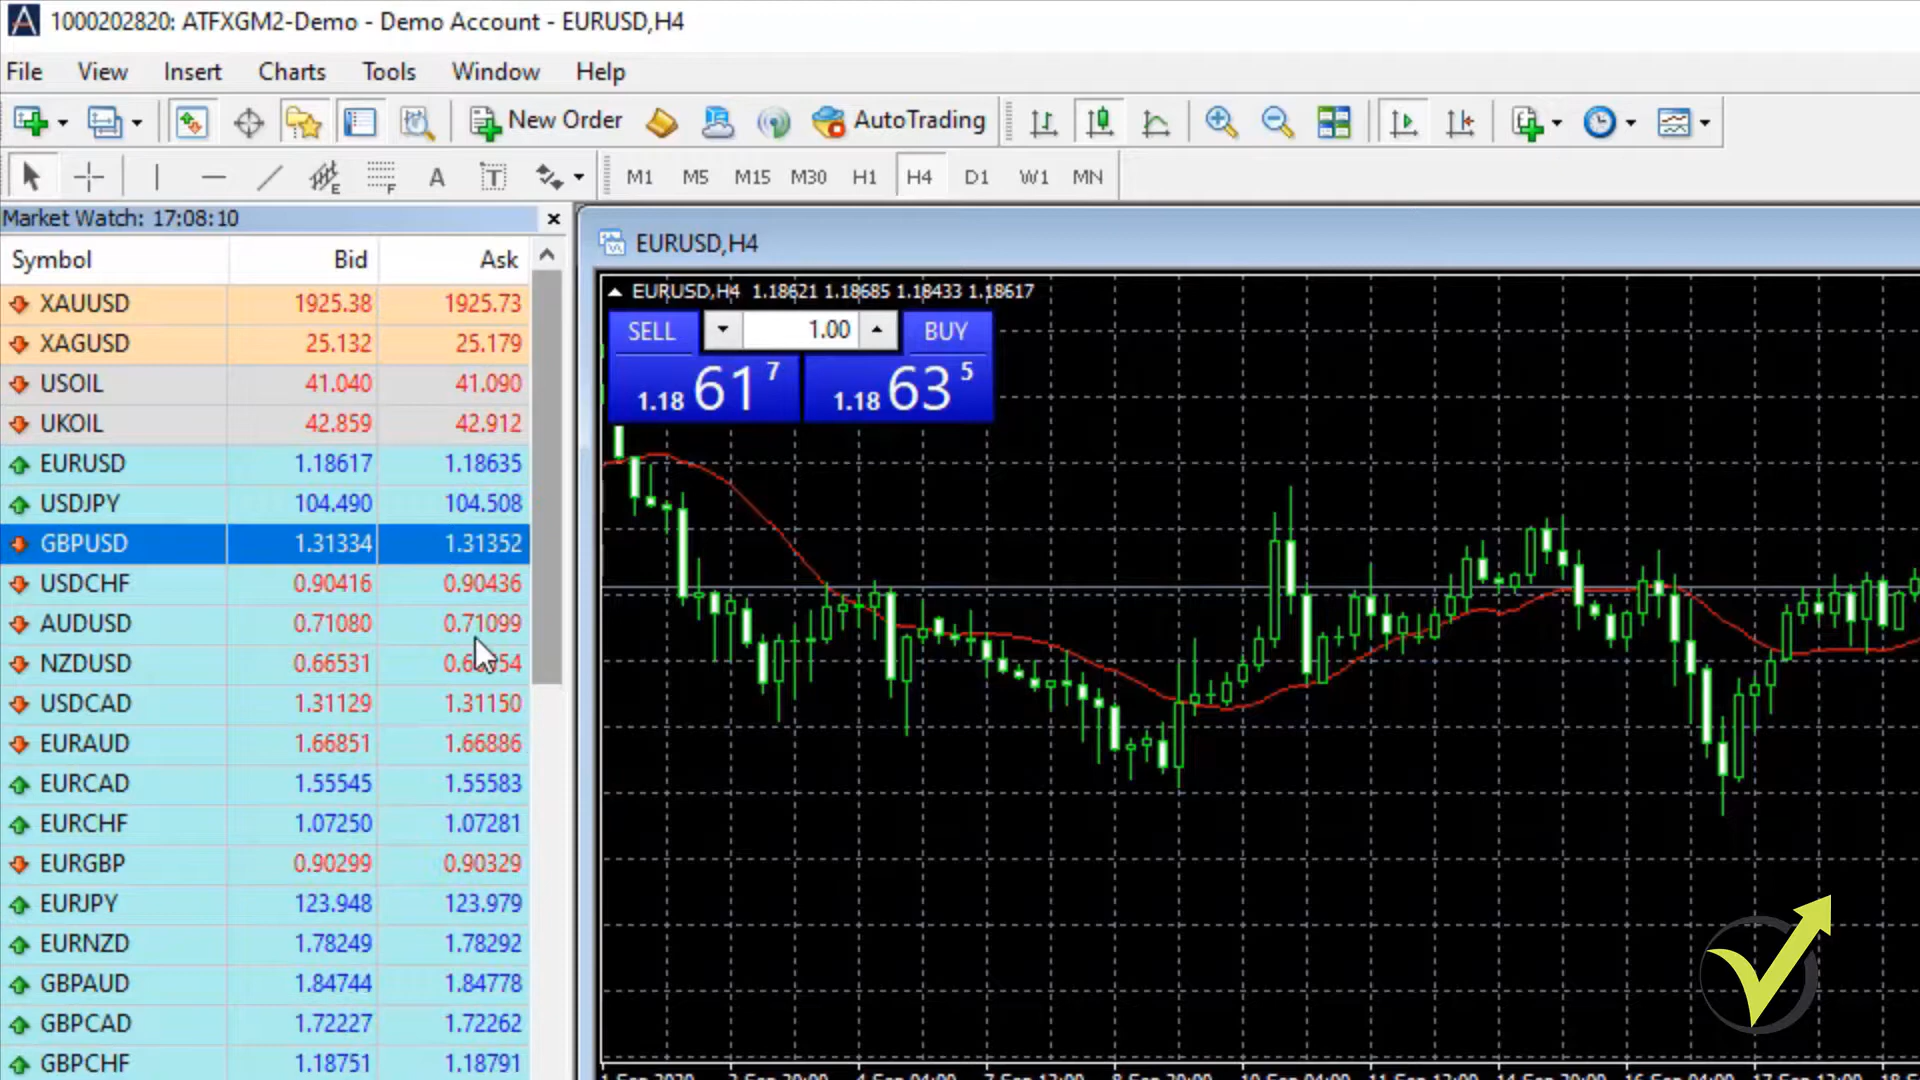 1000202820: ATFXGM2-Demo - Demo Account - EURUSD,H4
File View Insert Charts Tools Window Help
New Order AutoTrading
E F A T M1 M5 M15 M30 H1 H4 D1 W1 MN
Market Watch: 17:08:10
Symbol Bid Ask
XAUUSD 1925.38 1925.73
XAGUSD 25.132 25.179
USOIL 41.040 41.090
UKOIL 42.859 42.912
EURUSD 1.18617 1.18635
USDJPY 104.490 104.508
GBPUSD 1.31334 1.31352
USDCHF 0.90416 0.90436
AUDUSD 0.71080 0.71099
NZDUSD 0.66531
USDCAD 1.31129 1.31150
EURAUD 1.66851 1.66886
EURCAD 1.55545 1.55583
EURCHF 1.07250 1.07281
EURGBP 0.90299 0.90329
EURJPY 123.948 123.979
EURNZD 1.78249 1.78292
GBPAUD 1.84744 1.84778
GBPCAD 1.72227 1.72262
GBPCHF 1.18751 1.18791
EURUSD,H4
EURUSD,H4 1.18621 1.18685 1.18433 1.18617
SELL 1.00 BUY
1.18 61 7 1.18 63 5